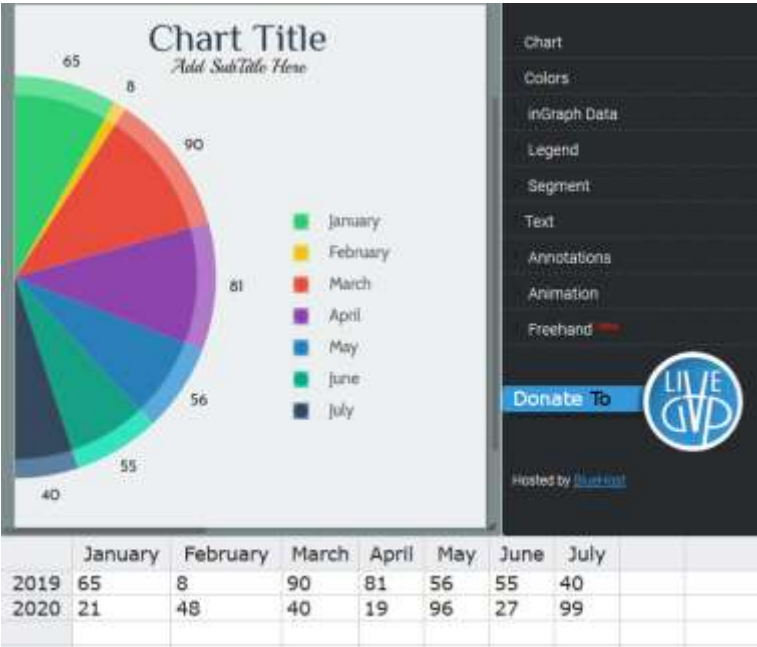 Chart Title
Add SubTitle Here
65
8
90
81
56
55
40
January
February
March
April
May
June
July
Chart
Colors
inGraph Data
Legend
Segment
Text
Annotations
Animation
Freehand
Donate To
LIVE
GAP
Hosted by BlueHost
January February March April May June July
2019 65 8 90 81 56 55 40
2020 21 48 40 19 96 27 99